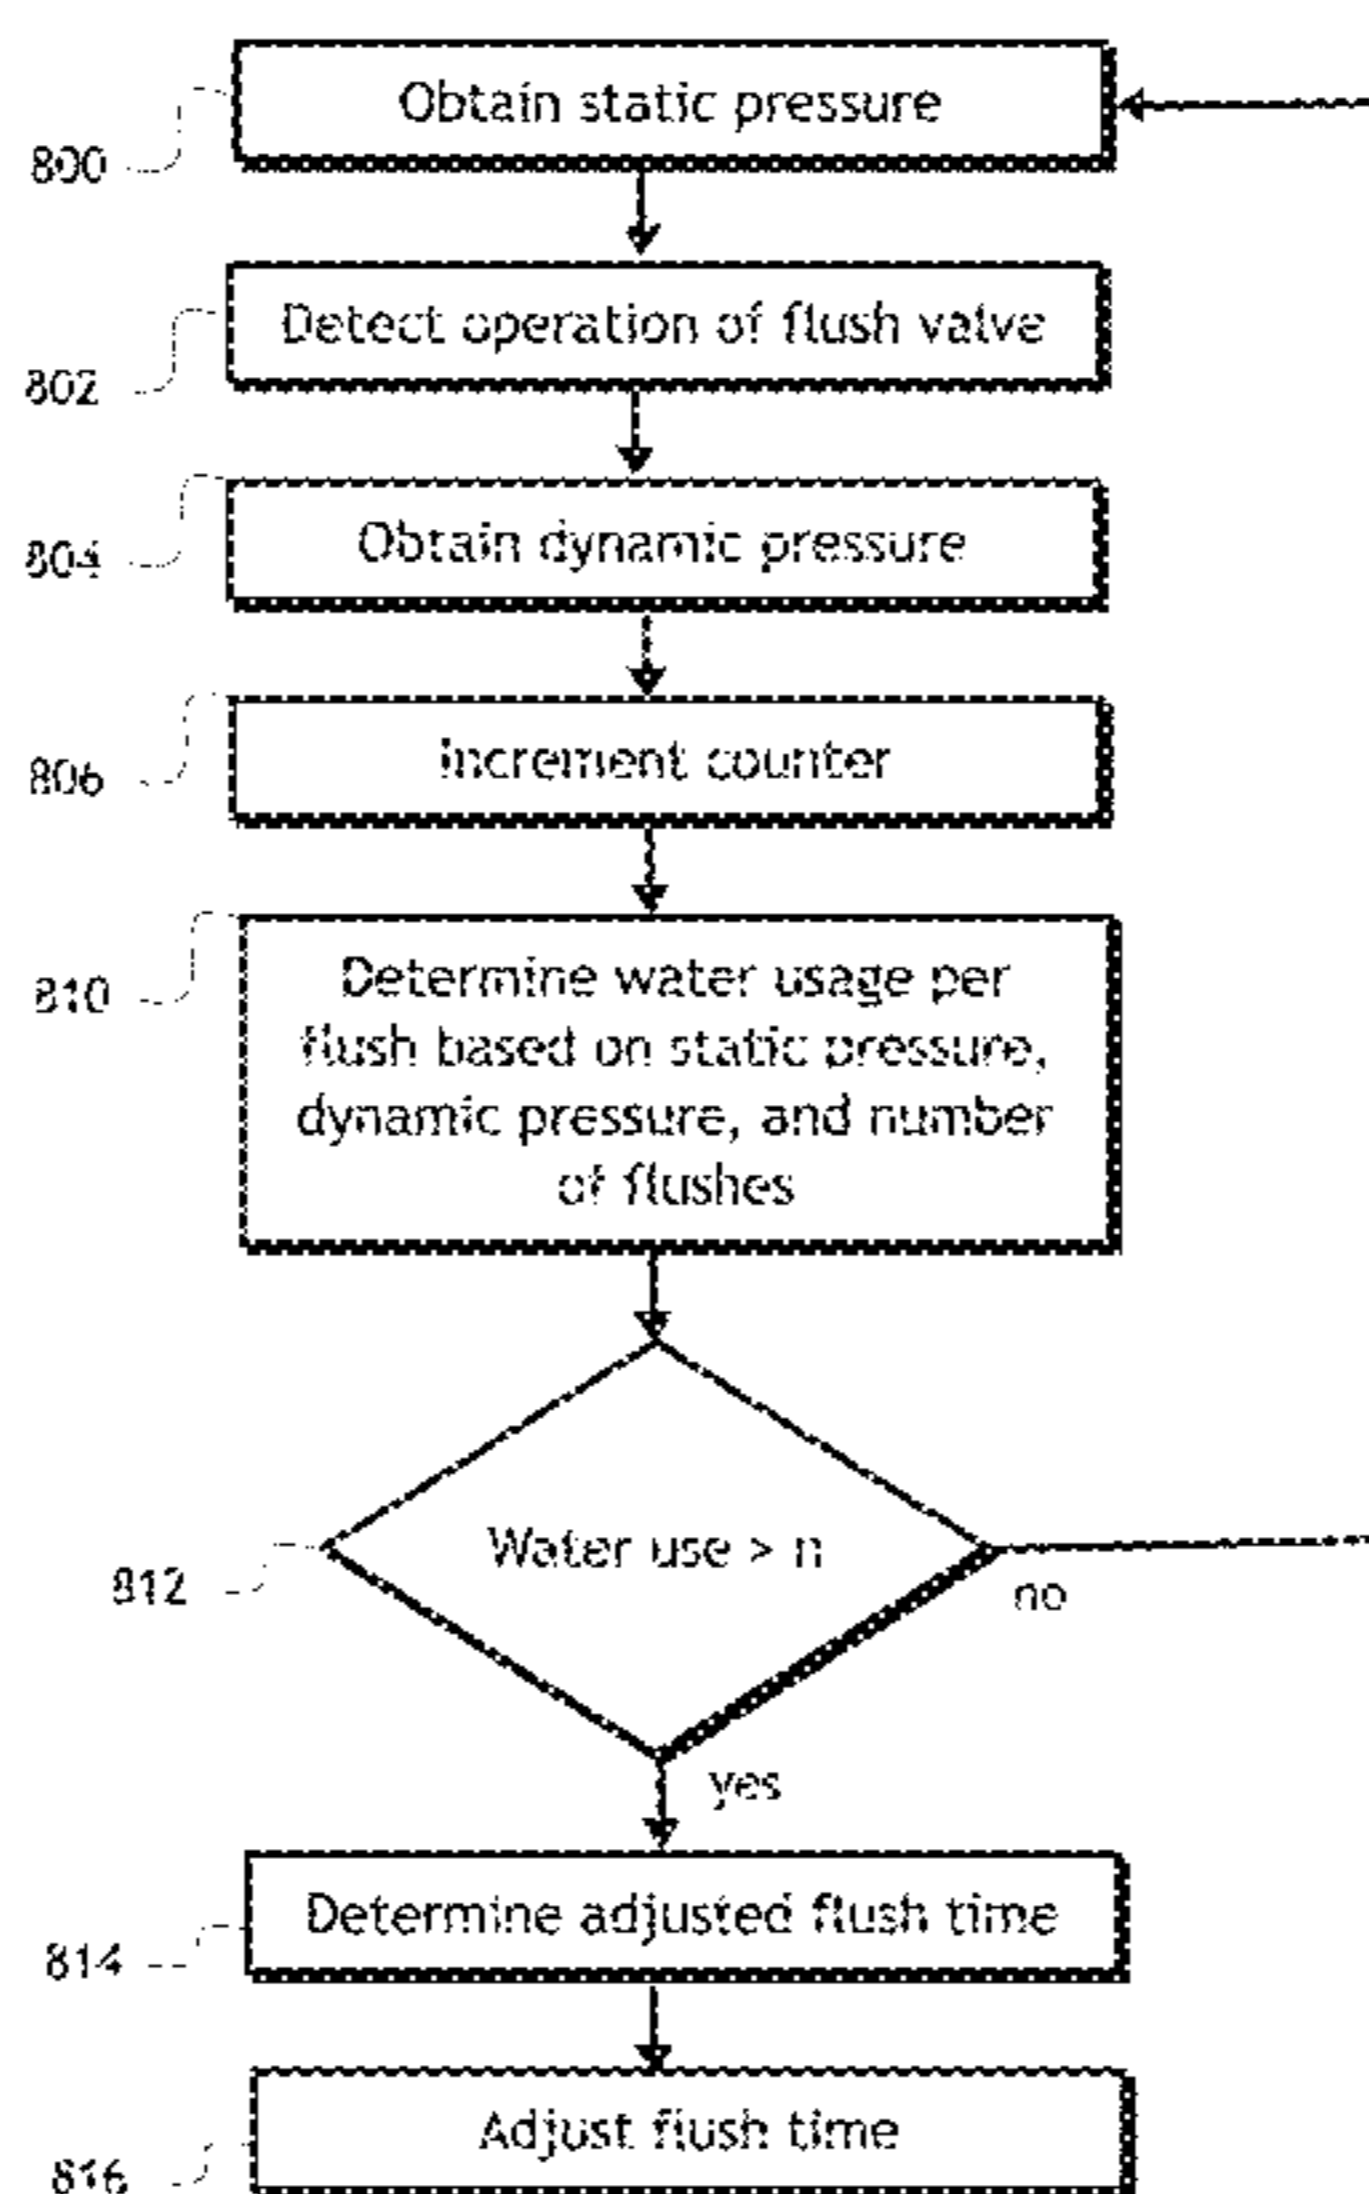 Obtain static pressure
800
Detect operation of flush valve
802
Obtain dynamic pressure
804
increment counter
806
Determine water usage per
flush based on static pressure,
dynamic pressure, and number
of flushes
810
Water use > n
812
no
yes
Determine adjusted flush time
814
Adjust flush time
816